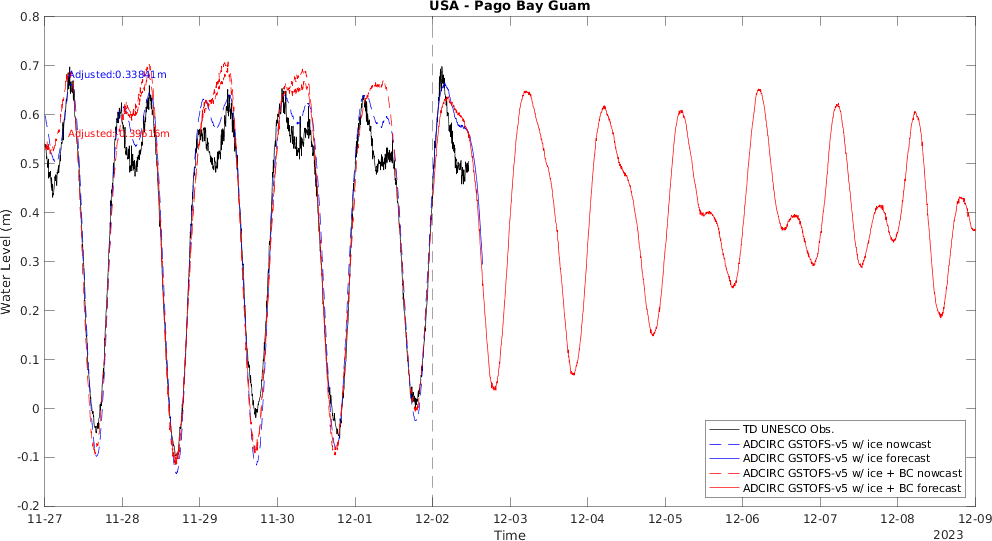 USA - Pago Bay Guam
0.8
0.7
0.6
0.5
0.4
0.3
0.2
0.1
0
-0.1
-0.2
Water Level (m)
Adjusted:0.33841m
Adjusted:0.39516m
TD UNESCO Obs.
ADCIRC GSTOFS-v5 w/ ice nowcast
ADCIRC GSTOFS-v5 w/ ice forecast
ADCIRC GSTOFS-v5 w/ ice + BC nowcast
ADCIRC GSTOFS-v5 w/ ice + BC forecast
11-27 11-28 11-29 11-30 12-01 12-02 12-03 12-04 12-05 12-06 12-07 12-08 12-09
Time
2023